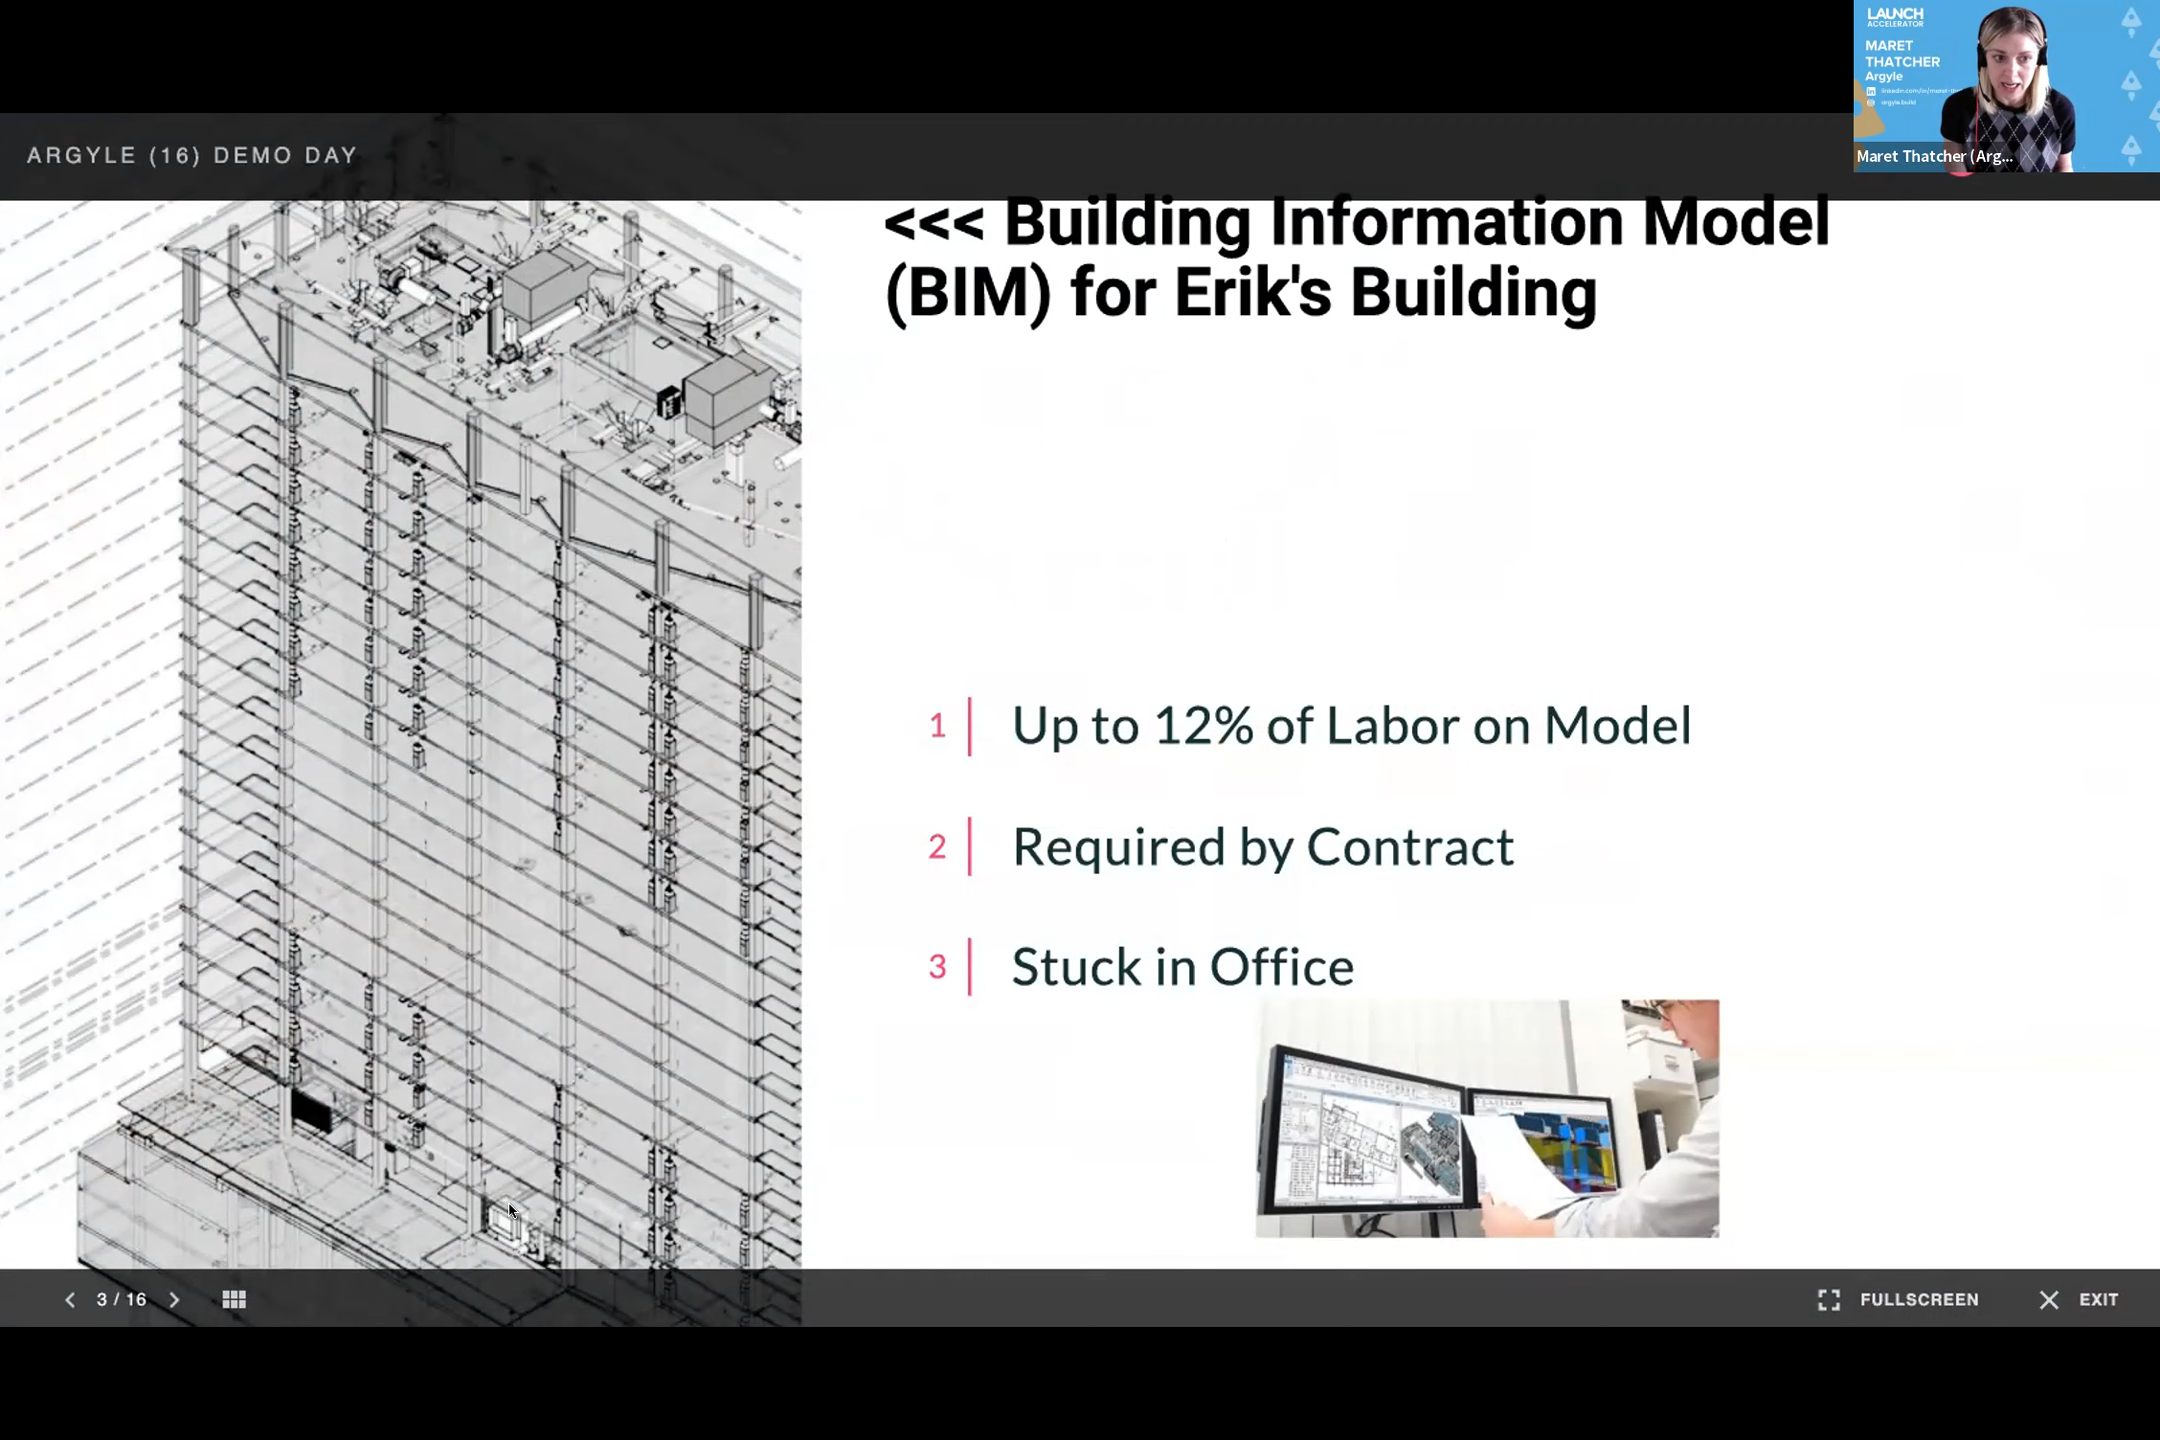 LAUNCH
ACCELERATOR
MARET
THATCHER
Argyle
argyle.build
Maret Thatcher (Arg...
ARGYLE (16) DEMO DAY
<<< Building Information Model
(BIM) for Erik's Building
1 Up to 12% of Labor on Model
2 Required by Contract
3 Stuck in Office
3 / 16
FULLSCREEN
EXIT